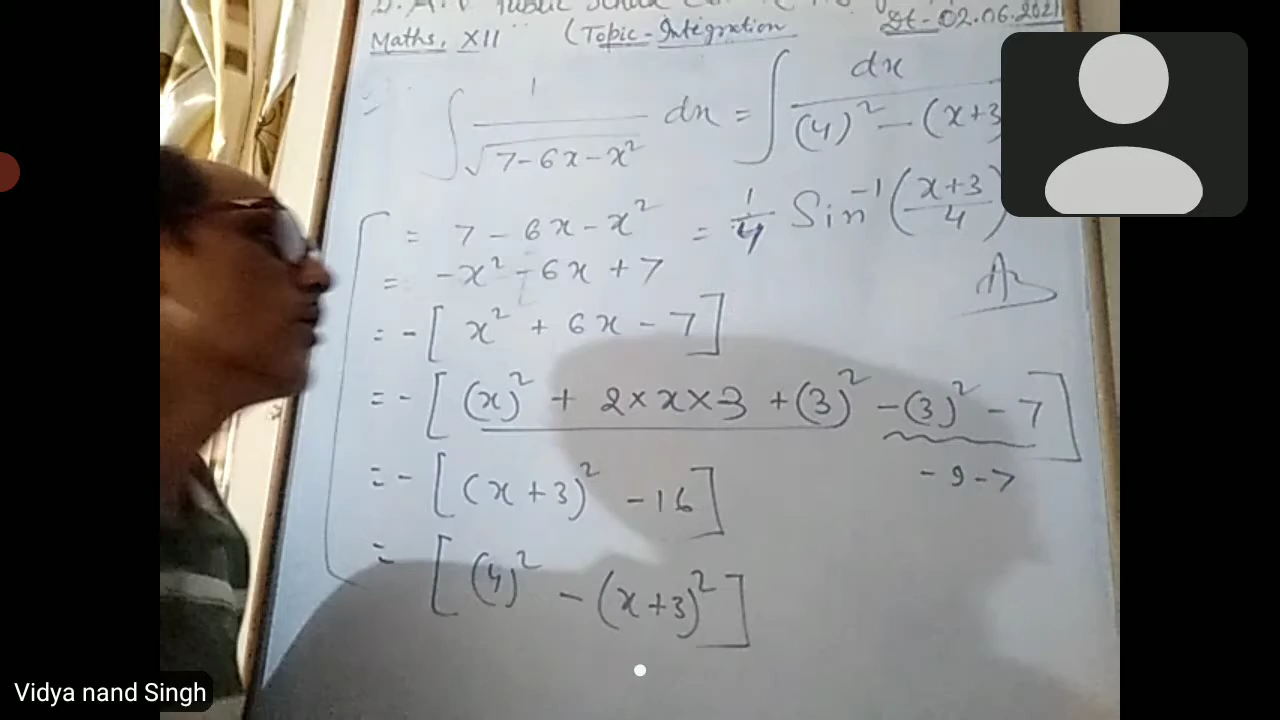 D. A.V Public School
Maths, XII (Topic-Integration Dt-02.06.2021
= ∫ 1/√(7-6x-x²) dx = ∫ dx/((4)² - (x+3
= 7 - 6x - x² = 1/4 Sin⁻¹((x+3)/4)
= -x² - 6x + 7
= -[x² + 6x - 7]
= -[(x)² + 2×x×3 + (3)² - (3)² - 7]
-9-7
= -[(x+3)² - 16]
= [(4)² - (x+3)²]
Vidya nand Singh